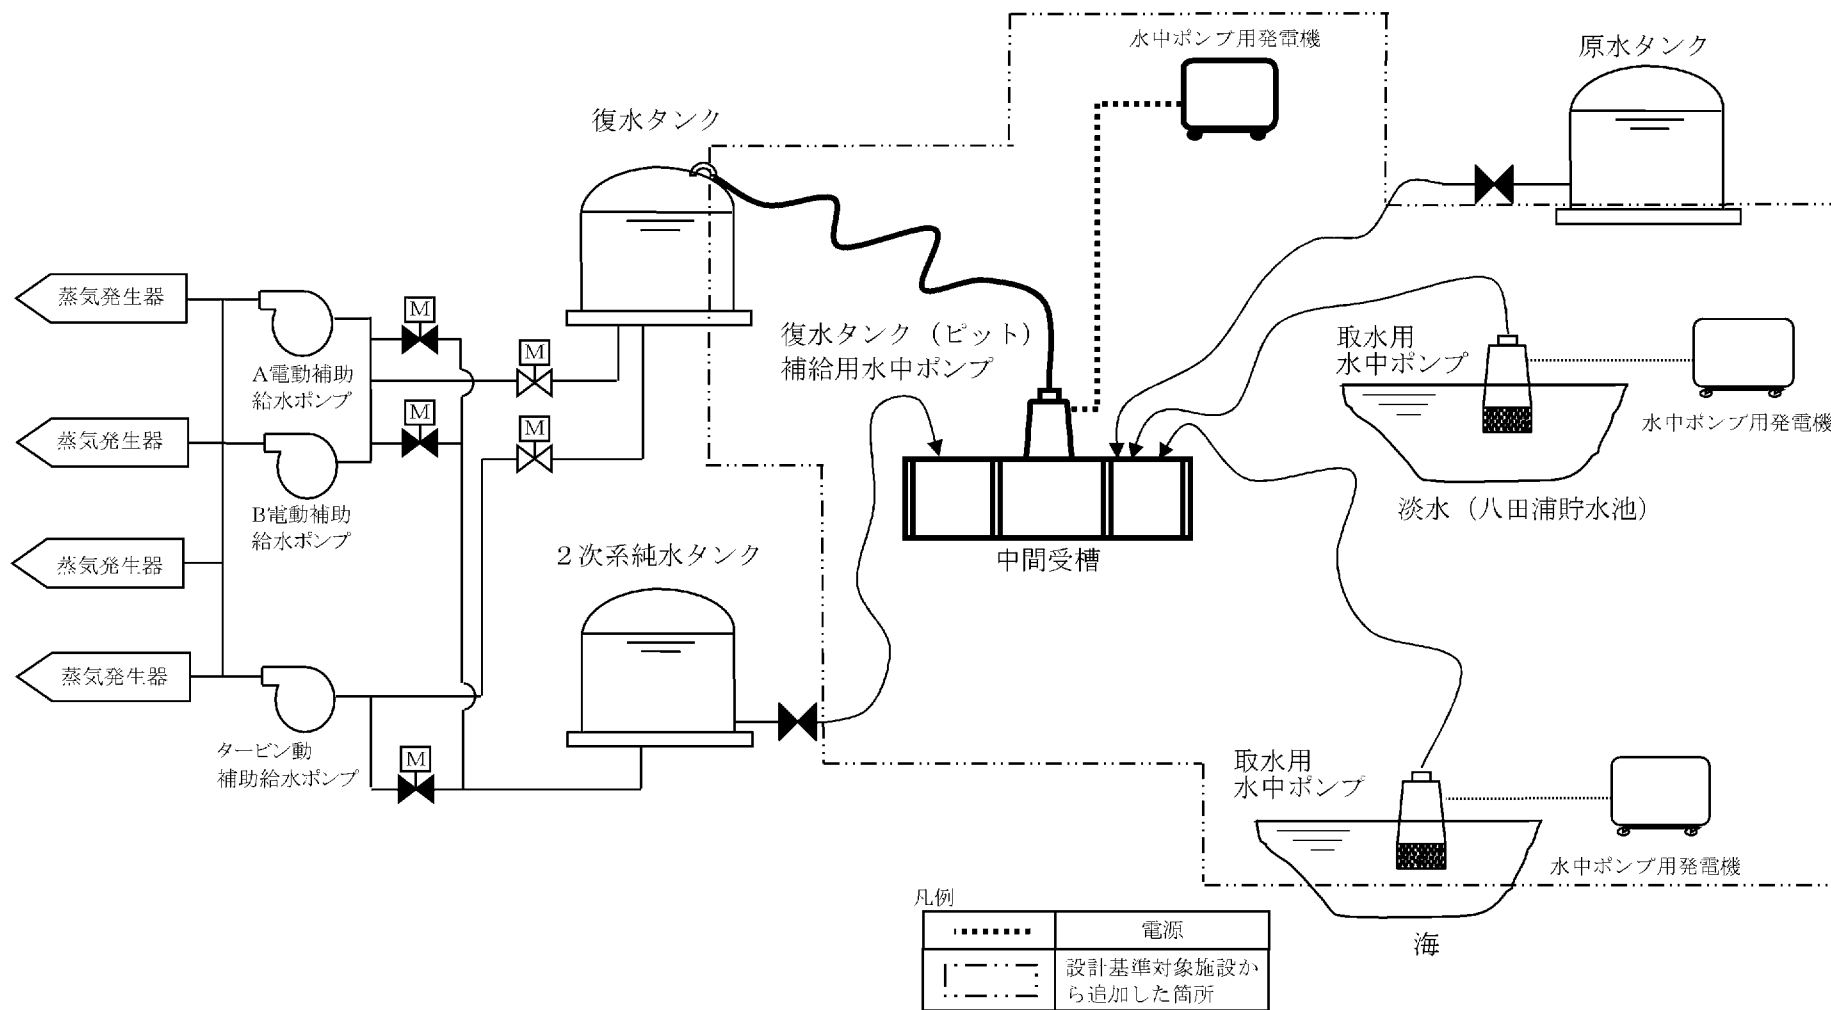 水中ポンプ用発電機
原水タンク
復水タンク
蒸気発生器
M
A電動補助
給水ポンプ
M
復水タンク（ピット）
補給用水中ポンプ
取水用
水中ポンプ
水中ポンプ用発電機
蒸気発生器
M
M
B電動補助
給水ポンプ
淡水（八田浦貯水池）
中間受槽
蒸気発生器
２次系純水タンク
蒸気発生器
タービン動
補助給水ポンプ
M
取水用
水中ポンプ
水中ポンプ用発電機
海
凡例
電源
設計基準対象施設か
ら追加した箇所